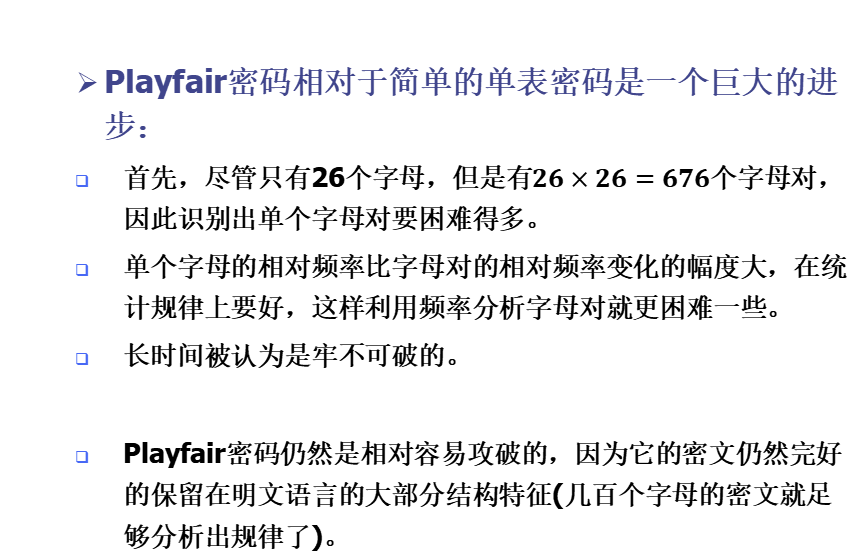 Playfair密码相对于简单的单表密码是一个巨大的进
步：
首先，尽管只有26个字母，但是有26 × 26 = 676个字母对，
因此识别出单个字母对要困难得多。
单个字母的相对频率比字母对的相对频率变化的幅度大，在统
计规律上要好，这样利用频率分析字母对就更困难一些。
长时间被认为是牢不可破的。
Playfair密码仍然是相对容易攻破的，因为它的密文仍然完好
的保留在明文语言的大部分结构特征(几百个字母的密文就足
够分析出规律了)。